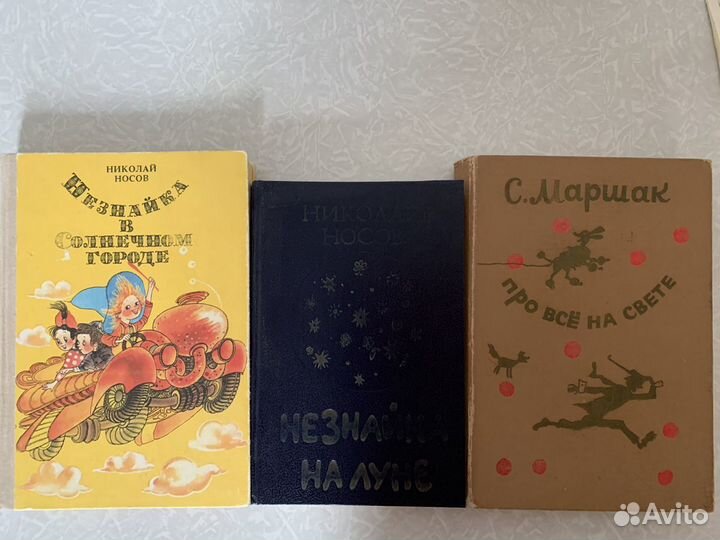 НИКОЛАЙ
НОСОВ
НЕЗНАЙКА
В
СОЛНЕЧНОМ
ГОРОДЕ
НИКОЛАЙ
НОСОВ
НЕЗНАЙКА
НА ЛУНЕ
С. Маршак
ПРО ВСЁ НА СВЕТЕ
Avito